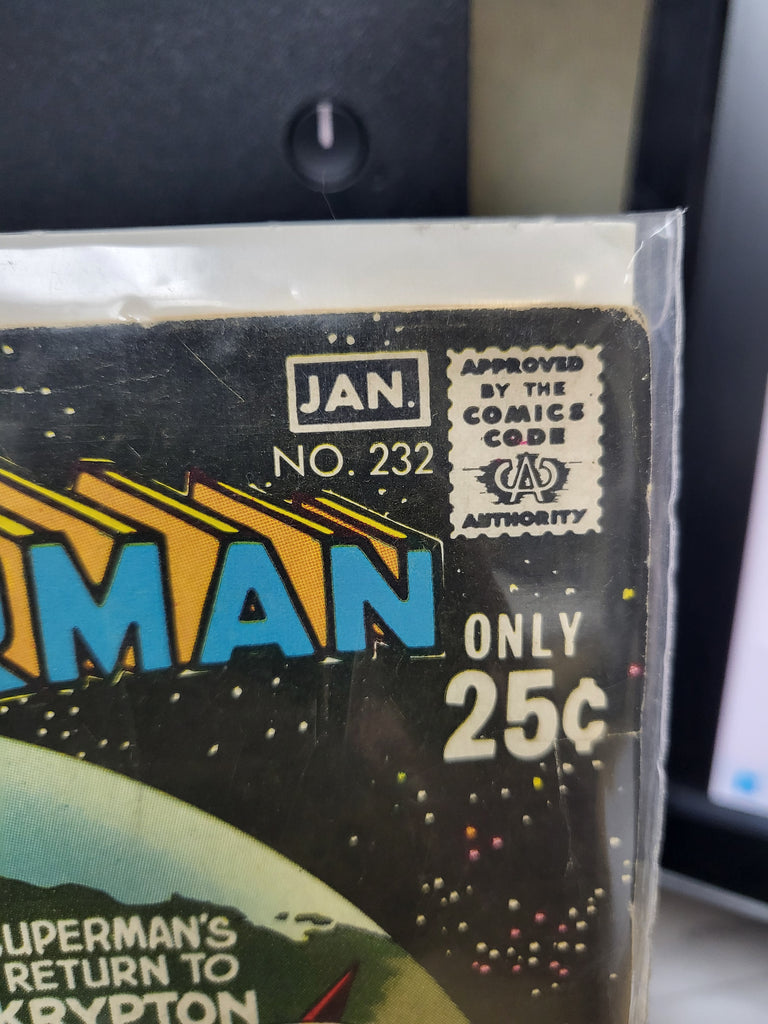 JAN.
NO. 232
APPROVED
BY THE
COMICS
CODE
CA
AUTHORITY
RMAN
ONLY
25¢
SUPERMAN'S
RETURN TO
KRYPTON